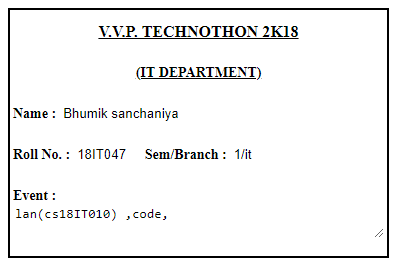 V.V.P. TECHNOTHON 2K18
(IT DEPARTMENT)
Name : Bhumik sanchaniya
Roll No. : 18IT047 Sem/Branch : 1/it
Event :
lan(cs18IT010) ,code,